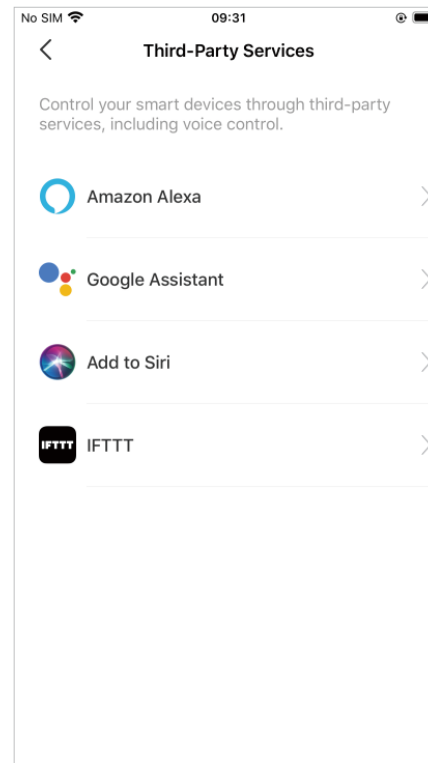 No SIM 09:31
Third-Party Services
Control your smart devices through third-party
services, including voice control.
Amazon Alexa
Google Assistant
Add to Siri
IFTTT IFTTT